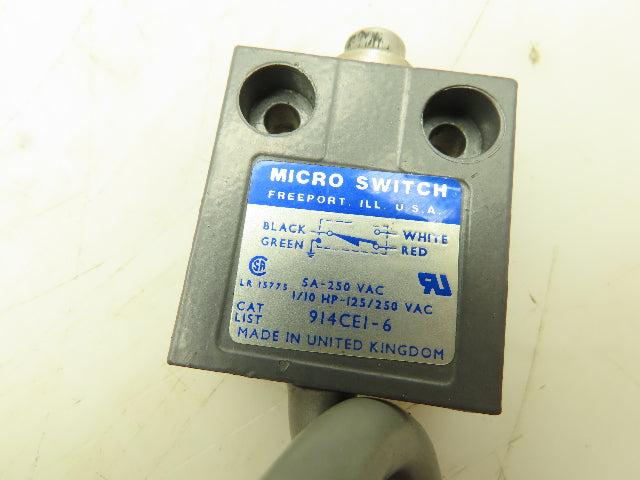 MICRO SWITCH
FREEPORT, ILL. U.S.A.
BLACK WHITE
GREEN RED
LR 15775 5A-250 VAC
1/10 HP-125/250 VAC
CAT
LIST 914CE1-6
MADE IN UNITED KINGDOM